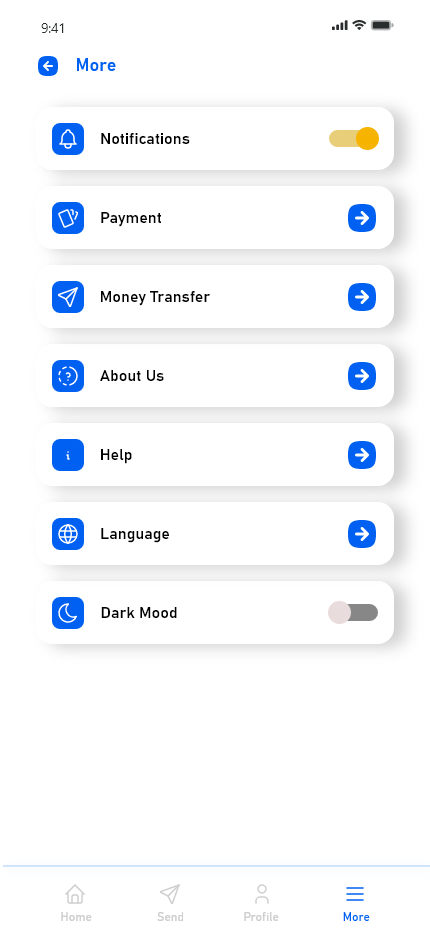 9:41
More
Notifications
Payment
Money Transfer
About Us
Help
Language
Dark Mood
Home
Send
Profile
More